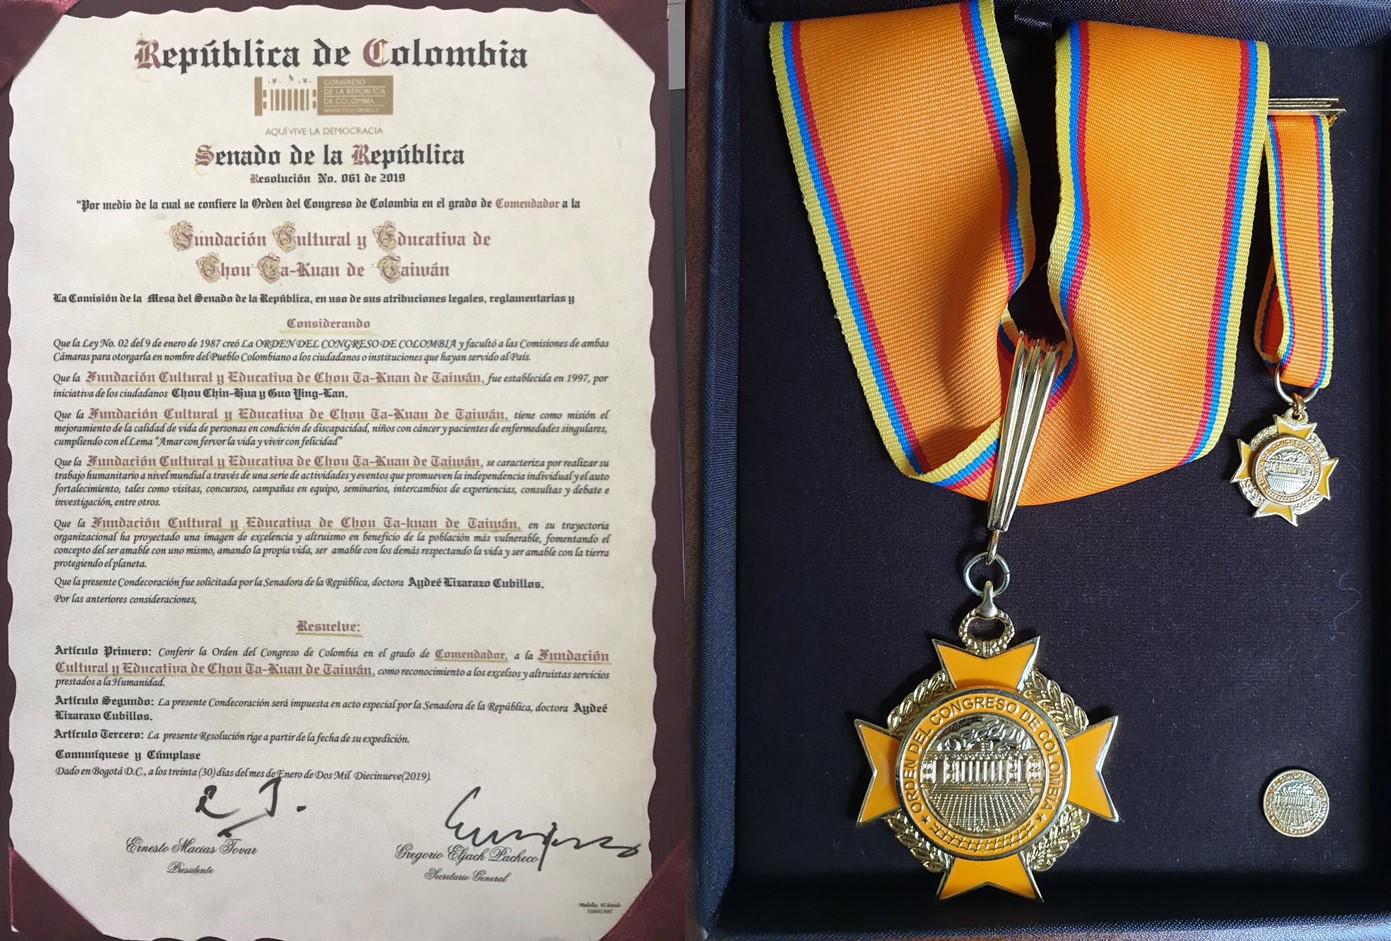 República de Colombia
CONGRESO
DE LA REPÚBLICA
DE COLOMBIA
AQUÍ VIVE LA DEMOCRACIA
Senado de la República
Resolución No. 061 de 2019
"Por medio de la cual se confiere la Orden del Congreso de Colombia en el grado de Comendador a la
Fundación Cultural y Educativa de
Chou Ta-Kuan de Taiwán
La Comisión de la Mesa del Senado de la República, en uso de sus atribuciones legales, reglamentarias y
Considerando
Que la Ley No. 02 del 9 de enero de 1987 creó La ORDEN DEL CONGRESO DE COLOMBIA y facultó a las Comisiones de ambas
Cámaras para otorgarla en nombre del Pueblo Colombiano a los ciudadanos o instituciones que hayan servido al País.
Que la Fundación Cultural y Educativa de Chou Ta-Kuan de Taiwán, fue establecida en 1997, por
iniciativa de los ciudadanos Chou Chin-Hua y Guo Ying-Lan.
Que la Fundación Cultural y Educativa de Chou Ta-Kuan de Taiwán, tiene como misión el
mejoramiento de la calidad de vida de personas en condición de discapacidad, niños con cáncer y pacientes de enfermedades singulares,
cumpliendo con el Lema "Amar con fervor la vida y vivir con felicidad"
Que la Fundación Cultural y Educativa de Chou Ta-Kuan de Taiwán, se caracteriza por realizar su
trabajo humanitario a nivel mundial a través de una serie de actividades y eventos que promueven la independencia individual y el auto
fortalecimiento, tales como visitas, concursos, campañas en equipo, seminarios, intercambios de experiencias, consultas y debate e
investigación, entre otros.
Que la Fundación Cultural y Educativa de Chou Ta-kuan de Taiwán, en su trayectoria
organizacional ha proyectado una imagen de excelencia y altruismo en beneficio de la población más vulnerable, fomentando el
concepto del ser amable con uno mismo, amando la propia vida, ser amable con los demás respectando la vida y ser amable con la tierra
protegiendo el planeta.
Que la presente Condecoración fue solicitada por la Senadora de la República, doctora Aydeé Lizarazo Cubillos.
Por las anteriores consideraciones,
Resuelve:
Artículo Primero: Conferir la Orden del Congreso de Colombia en el grado de Comendador, a la Fundación
Cultural y Educativa de Chou Ta-Kuan de Taiwán, como reconocimiento a los excelsos y altruistas servicios
prestados a la Humanidad.
Artículo Segundo: La presente Condecoración será impuesta en acto especial por la Senadora de la República, doctora Aydeé
Lizarazo Cubillos.
Artículo Tercero: La presente Resolución rige a partir de la fecha de su expedición.
Comuníquese y Cúmplase
Dado en Bogotá D.C., a los treinta (30) días del mes de Enero de Dos Mil Diecinueve(2019).
Ernesto Macías Tovar
Presidente
Gregorio Eljach Pacheco
Secretario General
ORDEN DEL CONGRESO DE COLOMBIA